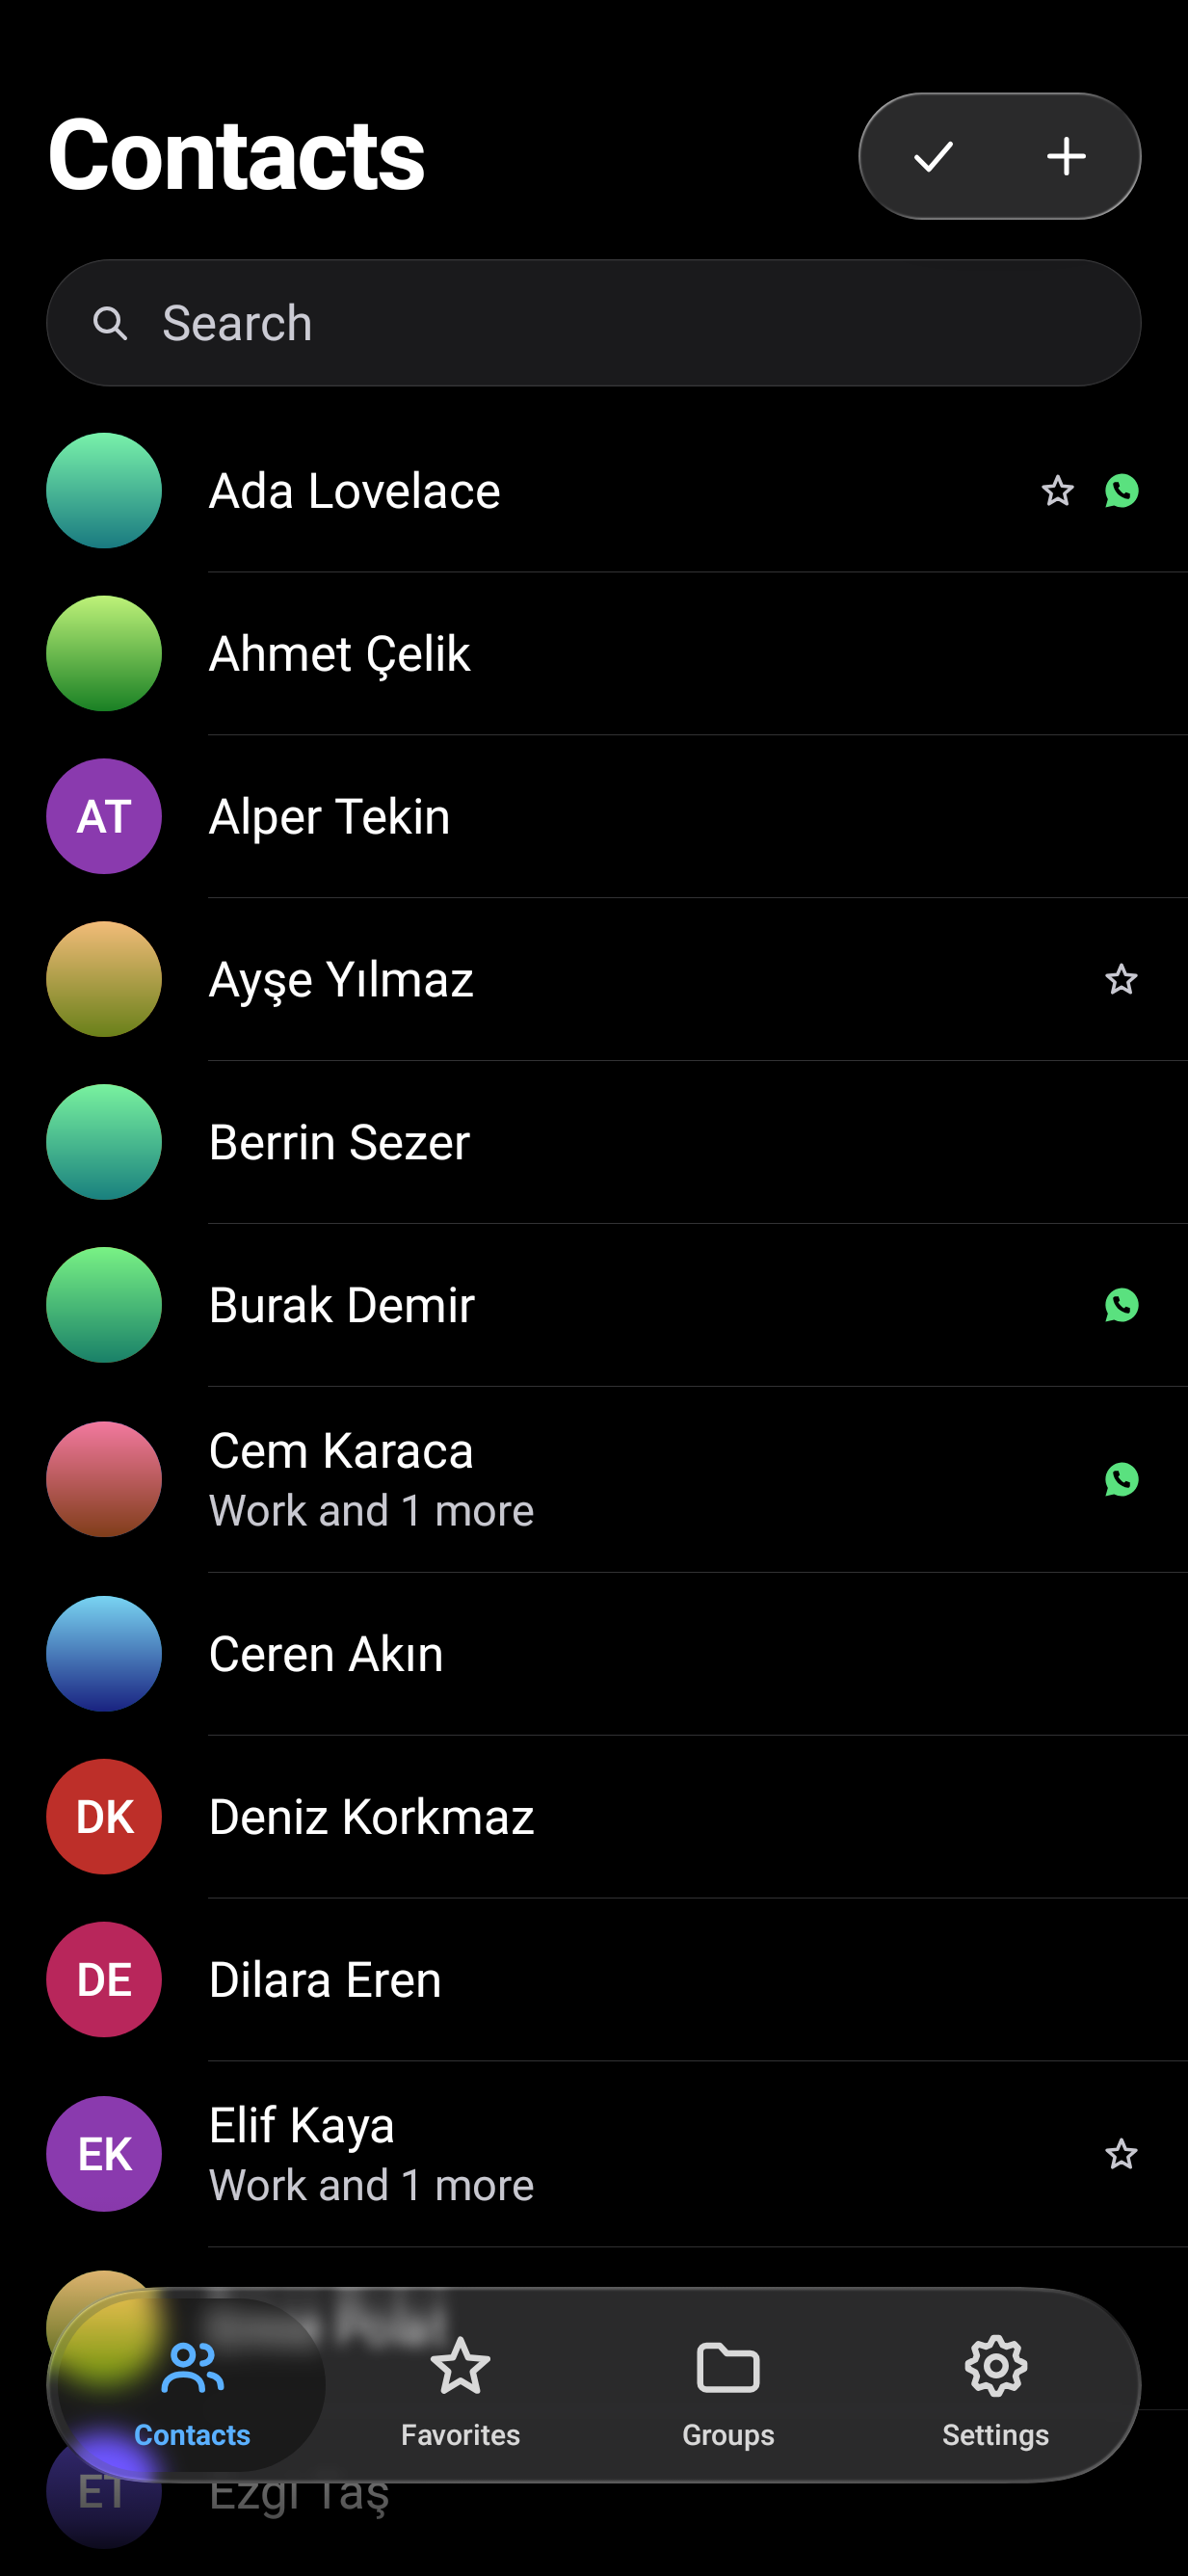 Contacts
Search
Ada Lovelace
Ahmet Çelik
AT
Alper Tekin
Ayşe Yılmaz
Berrin Sezer
Burak Demir
Cem Karaca
Work and 1 more
Ceren Akın
DK
Deniz Korkmaz
DE
Dilara Eren
EK
Elif Kaya
Work and 1 more
Contacts
Favorites
Groups
Settings
ET
Ezgi Taş